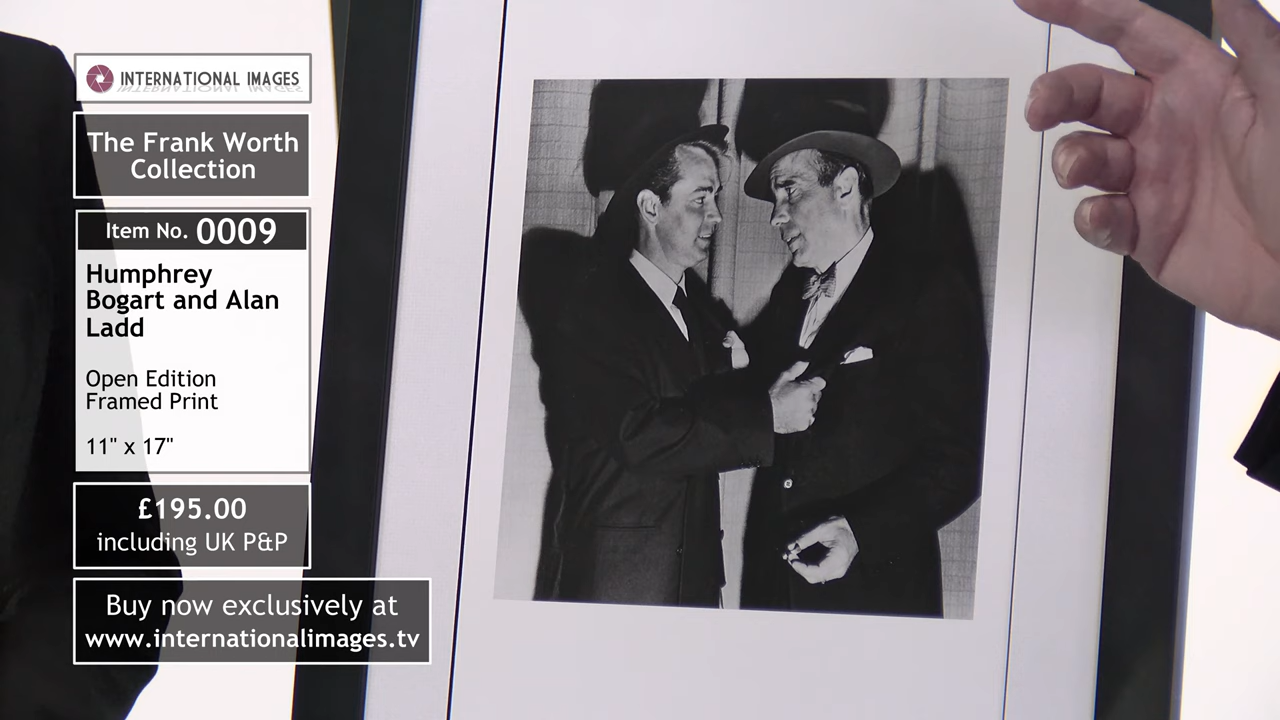 INTERNATIONAL IMAGES
The Frank Worth
Collection
Item No. 0009
Humphrey
Bogart and Alan
Ladd
Open Edition
Framed Print
11" x 17"
£195.00
including UK P&P
Buy now exclusively at
www.internationalimages.tv